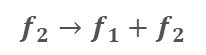 f₂ → f₁ + f₂